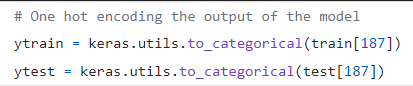 # One hot encoding the output of the model
ytrain = keras.utils.to_categorical(train[187])
ytest = keras.utils.to_categorical(test[187])